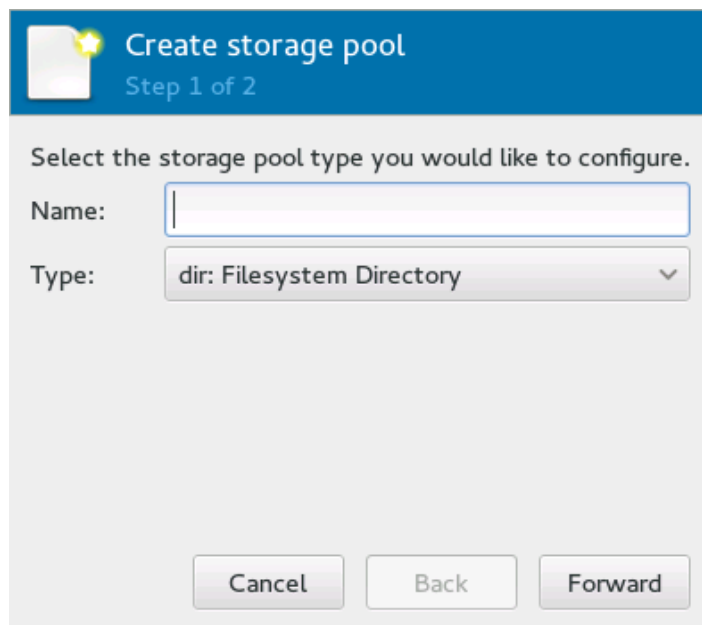 Create storage pool
Step 1 of 2
Select the storage pool type you would like to configure.
Name:
Type: dir: Filesystem Directory
Cancel Back Forward